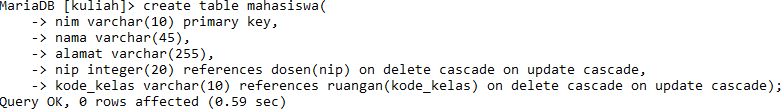 MariaDB [kuliah]> create table mahasiswa(
-> nim varchar(10) primary key,
-> nama varchar(45),
-> alamat varchar(255),
-> nip integer(20) references dosen(nip) on delete cascade on update cascade,
-> kode_kelas varchar(10) references ruangan(kode_kelas) on delete cascade on update cascade);
Query OK, 0 rows affected (0.59 sec)